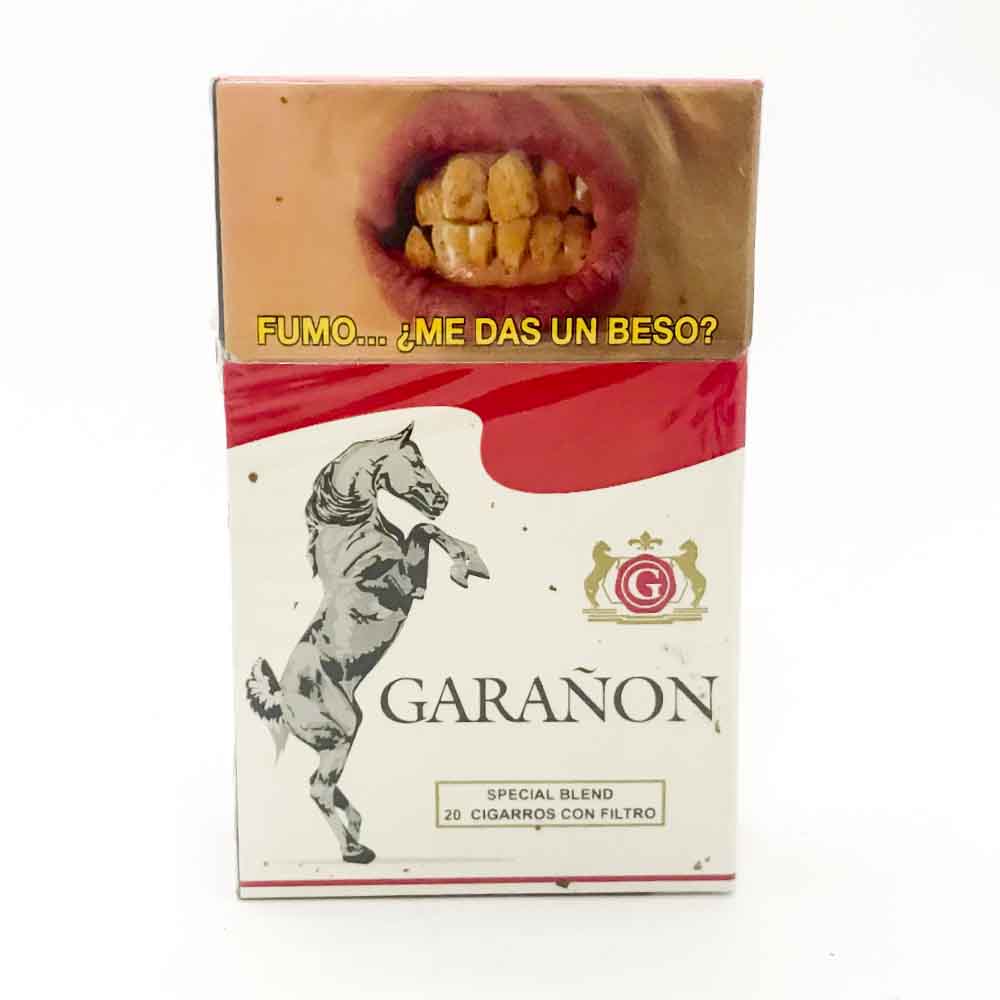 FUMO... ¿ME DAS UN BESO?
G
GARAÑON
SPECIAL BLEND
20 CIGARROS CON FILTRO